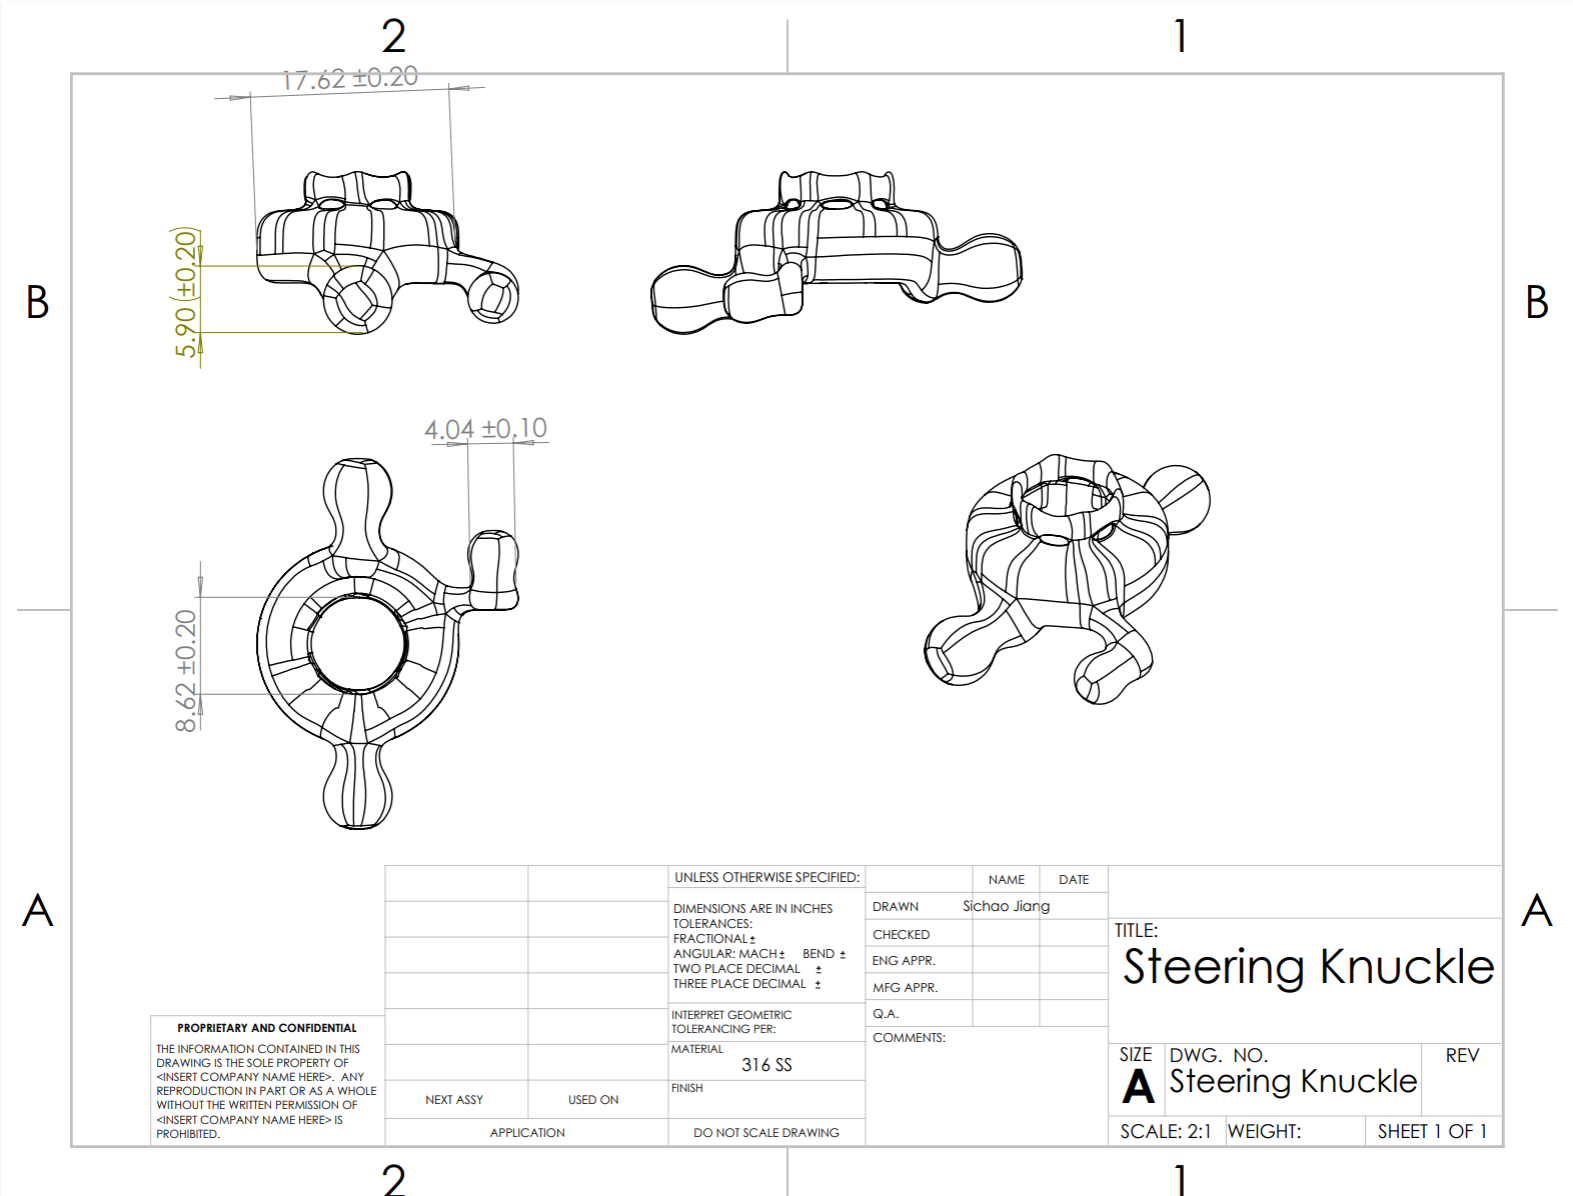 2
1
17.62 ±0.20
5.90 (±0.20)
B
B
4.04 ±0.10
8.62 ±0.20
A
A
UNLESS OTHERWISE SPECIFIED:
DIMENSIONS ARE IN INCHES
TOLERANCES:
FRACTIONAL ±
ANGULAR: MACH ± BEND ±
TWO PLACE DECIMAL ±
THREE PLACE DECIMAL ±
INTERPRET GEOMETRIC
TOLERANCING PER:
MATERIAL
316 SS
FINISH
DO NOT SCALE DRAWING
NAME DATE
DRAWN Sichao Jiang
CHECKED
ENG APPR.
MFG APPR.
Q.A.
COMMENTS:
TITLE:
Steering Knuckle
SIZE DWG. NO. REV
A Steering Knuckle
SCALE: 2:1 WEIGHT: SHEET 1 OF 1
PROPRIETARY AND CONFIDENTIAL
THE INFORMATION CONTAINED IN THIS
DRAWING IS THE SOLE PROPERTY OF
<INSERT COMPANY NAME HERE>. ANY
REPRODUCTION IN PART OR AS A WHOLE
WITHOUT THE WRITTEN PERMISSION OF
<INSERT COMPANY NAME HERE> IS
PROHIBITED.
NEXT ASSY USED ON
APPLICATION
2
1